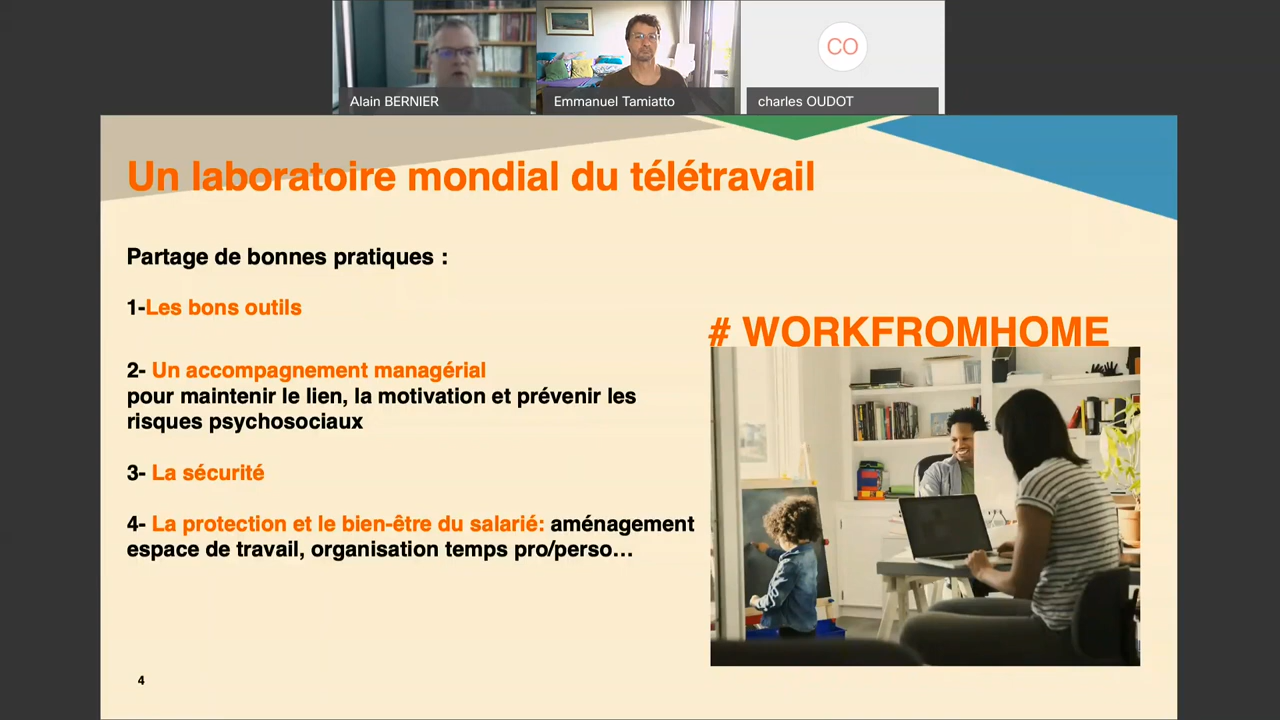 CO
Alain BERNIER
Emmanuel Tamiatto
charles OUDOT
Un laboratoire mondial du télétravail
Partage de bonnes pratiques :
1-Les bons outils
2- Un accompagnement managérial
pour maintenir le lien, la motivation et prévenir les
risques psychosociaux
3- La sécurité
4- La protection et le bien-être du salarié: aménagement
espace de travail, organisation temps pro/perso...
# WORKFROMHOME
4